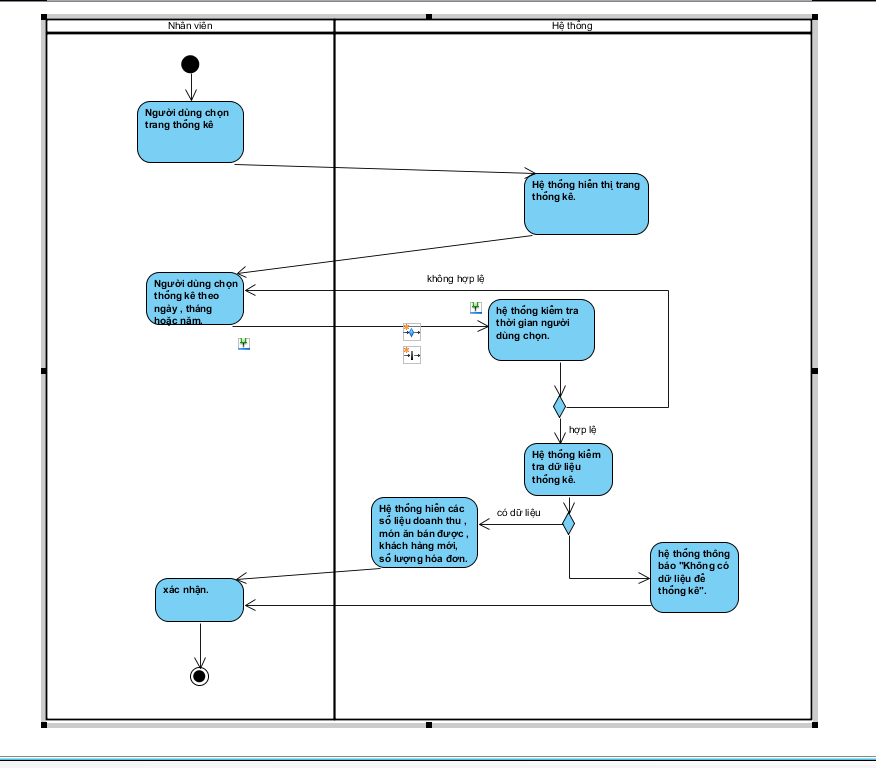 Nhân viên
Hệ thống
Người dùng chọn
trang thống kê
Hệ thống hiển thị trang
thống kê.
Người dùng chọn
thống kê theo
ngày , tháng
hoặc năm.
không hợp lệ
hệ thống kiểm tra
thời gian người
dùng chọn.
hợp lệ
Hệ thống kiểm
tra dữ liệu
thống kê.
có dữ liệu
Hệ thống hiển các
số liệu doanh thu ,
món ăn bán được ,
khách hàng mới,
số lượng hóa đơn.
hệ thống thông
báo "Không có
dữ liệu để
thống kê".
xác nhận.